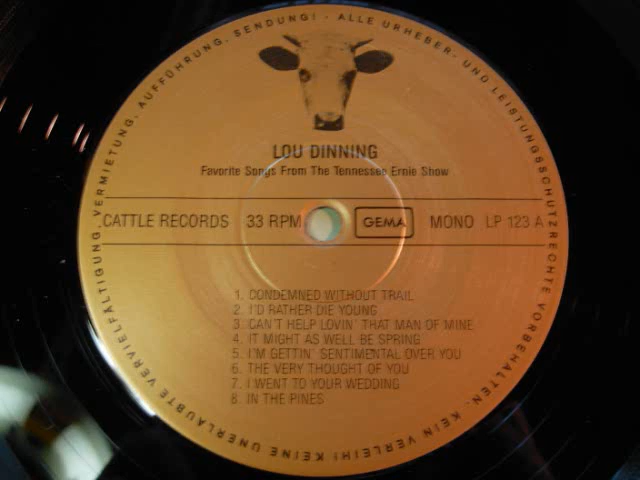 ALLE URHEBER- UND LEISTUNGSSCHUTZRECHTE VORBEHALTEN. KEIN VERLEIH! KEINE UNERLAUBTE VERVIELFÄLTIGUNG, VERMIETUNG, AUFFÜHRUNG, SENDUNG! -
LOU DINNING
Favorite Songs From The Tennessee Ernie Show
CATTLE RECORDS 33 RPM GEMA MONO LP 123 A
1. CONDEMNED WITHOUT TRAIL
2. I'D RATHER DIE YOUNG
3. CAN'T HELP LOVIN' THAT MAN OF MINE
4. IT MIGHT AS WELL BE SPRING
5. I'M GETTIN' SENTIMENTAL OVER YOU
6. THE VERY THOUGHT OF YOU
7. I WENT TO YOUR WEDDING
8. IN THE PINES